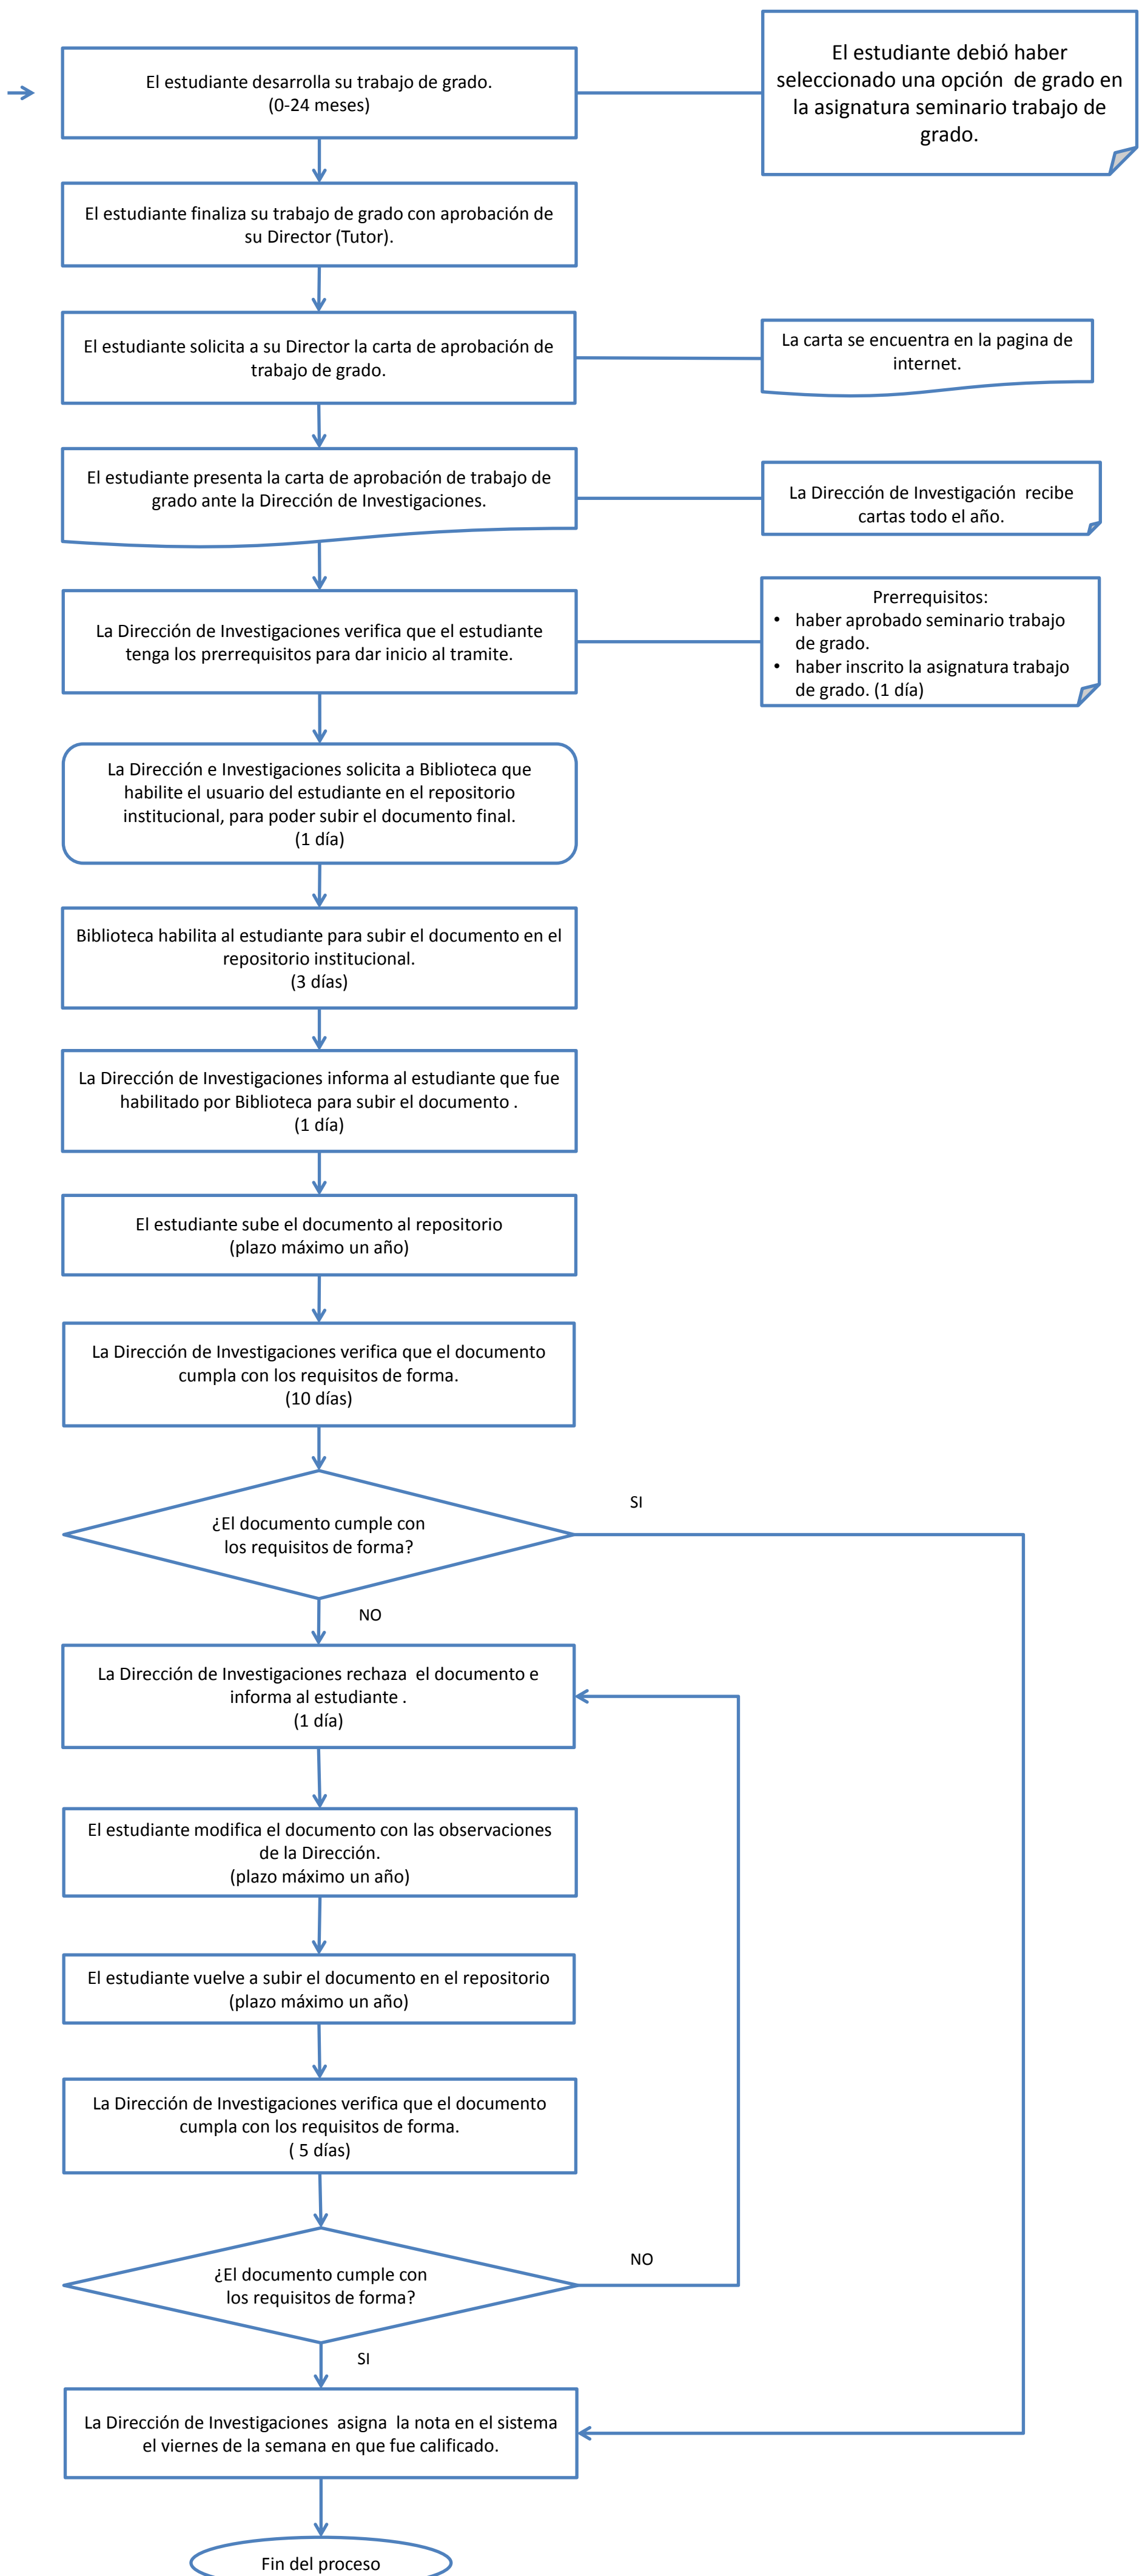 El estudiante desarrolla su trabajo de grado.
(0-24 meses)
El estudiante debió haber
seleccionado una opción de grado en
la asignatura seminario trabajo de
grado.
El estudiante finaliza su trabajo de grado con aprobación de
su Director (Tutor).
El estudiante solicita a su Director la carta de aprobación de
trabajo de grado.
La carta se encuentra en la pagina de
internet.
El estudiante presenta la carta de aprobación de trabajo de
grado ante la Dirección de Investigaciones.
La Dirección de Investigación recibe
cartas todo el año.
La Dirección de Investigaciones verifica que el estudiante
tenga los prerrequisitos para dar inicio al tramite.
Prerrequisitos:
• haber aprobado seminario trabajo
de grado.
• haber inscrito la asignatura trabajo
de grado. (1 día)
La Dirección e Investigaciones solicita a Biblioteca que
habilite el usuario del estudiante en el repositorio
institucional, para poder subir el documento final.
(1 día)
Biblioteca habilita al estudiante para subir el documento en el
repositorio institucional.
(3 días)
La Dirección de Investigaciones informa al estudiante que fue
habilitado por Biblioteca para subir el documento .
(1 día)
El estudiante sube el documento al repositorio
(plazo máximo un año)
La Dirección de Investigaciones verifica que el documento
cumpla con los requisitos de forma.
(10 días)
SI
¿El documento cumple con
los requisitos de forma?
NO
La Dirección de Investigaciones rechaza el documento e
informa al estudiante .
(1 día)
El estudiante modifica el documento con las observaciones
de la Dirección.
(plazo máximo un año)
El estudiante vuelve a subir el documento en el repositorio
(plazo máximo un año)
La Dirección de Investigaciones verifica que el documento
cumpla con los requisitos de forma.
( 5 días)
NO
¿El documento cumple con
los requisitos de forma?
SI
La Dirección de Investigaciones asigna la nota en el sistema
el viernes de la semana en que fue calificado.
Fin del proceso